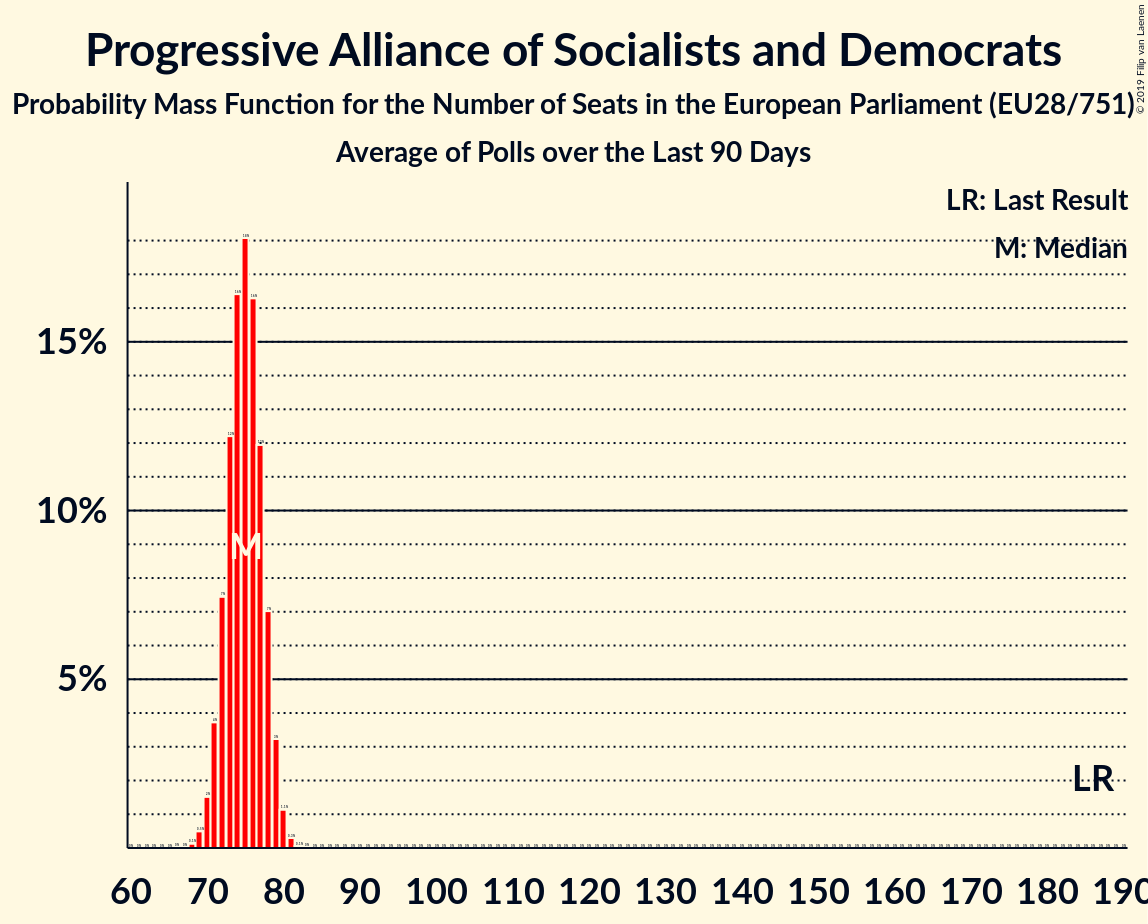 Progressive Alliance of Socialists and Democrats
Probability Mass Function for the Number of Seats in the European Parliament (EU28/751)
Average of Polls over the Last 90 Days
© 2019 Filip van Laenen
LR: Last Result
M: Median
15%
10%
5%
M
LR
60 70 80 90 100 110 120 130 140 150 160 170 180 190